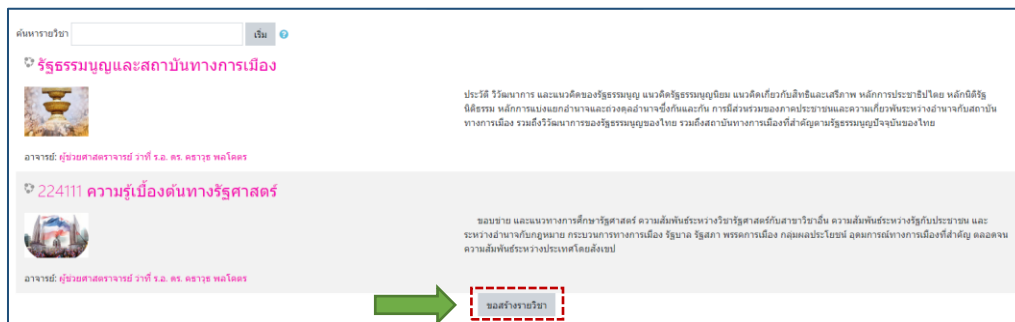 ค้นหารายวิชา เริ่ม
รัฐธรรมนูญและสถาบันทางการเมือง
ประวัติ วิวัฒนาการ และแนวคิดของรัฐธรรมนูญ แนวคิดรัฐธรรมนูญนิยม แนวคิดเกี่ยวกับสิทธิและเสรีภาพ หลักการประชาธิปไตย หลักนิติรัฐ
นิติธรรม หลักการแบ่งแยกอำนาจและถ่วงดุลอำนาจซึ่งกันและกัน การมีส่วนร่วมของภาคประชาชนและความเกี่ยวพันระหว่างอำนาจกับสถาบัน
ทางการเมือง รวมถึงวิวัฒนาการของรัฐธรรมนูญของไทย รวมถึงสถาบันทางการเมืองที่สำคัญตามรัฐธรรมนูญปัจจุบันของไทย
อาจารย์: ผู้ช่วยศาสตราจารย์ ว่าที่ ร.อ. ดร. คชาวุธ พลโคตร
224111 ความรู้เบื้องต้นทางรัฐศาสตร์
ขอบข่าย และแนวทางการศึกษารัฐศาสตร์ ความสัมพันธ์ระหว่างวิชารัฐศาสตร์กับสาขาวิชาอื่น ความสัมพันธ์ระหว่างรัฐกับประชาชน และ
ระหว่างอำนาจกับกฎหมาย กระบวนการทางการเมือง รัฐบาล รัฐสภา พรรคการเมือง กลุ่มผลประโยชน์ อุดมการณ์ทางการเมืองที่สำคัญ ตลอดจน
ความสัมพันธ์ระหว่างประเทศโดยสังเขป
อาจารย์: ผู้ช่วยศาสตราจารย์ ว่าที่ ร.อ. ดร. คชาวุธ พลโคตร
ขอสร้างรายวิชา